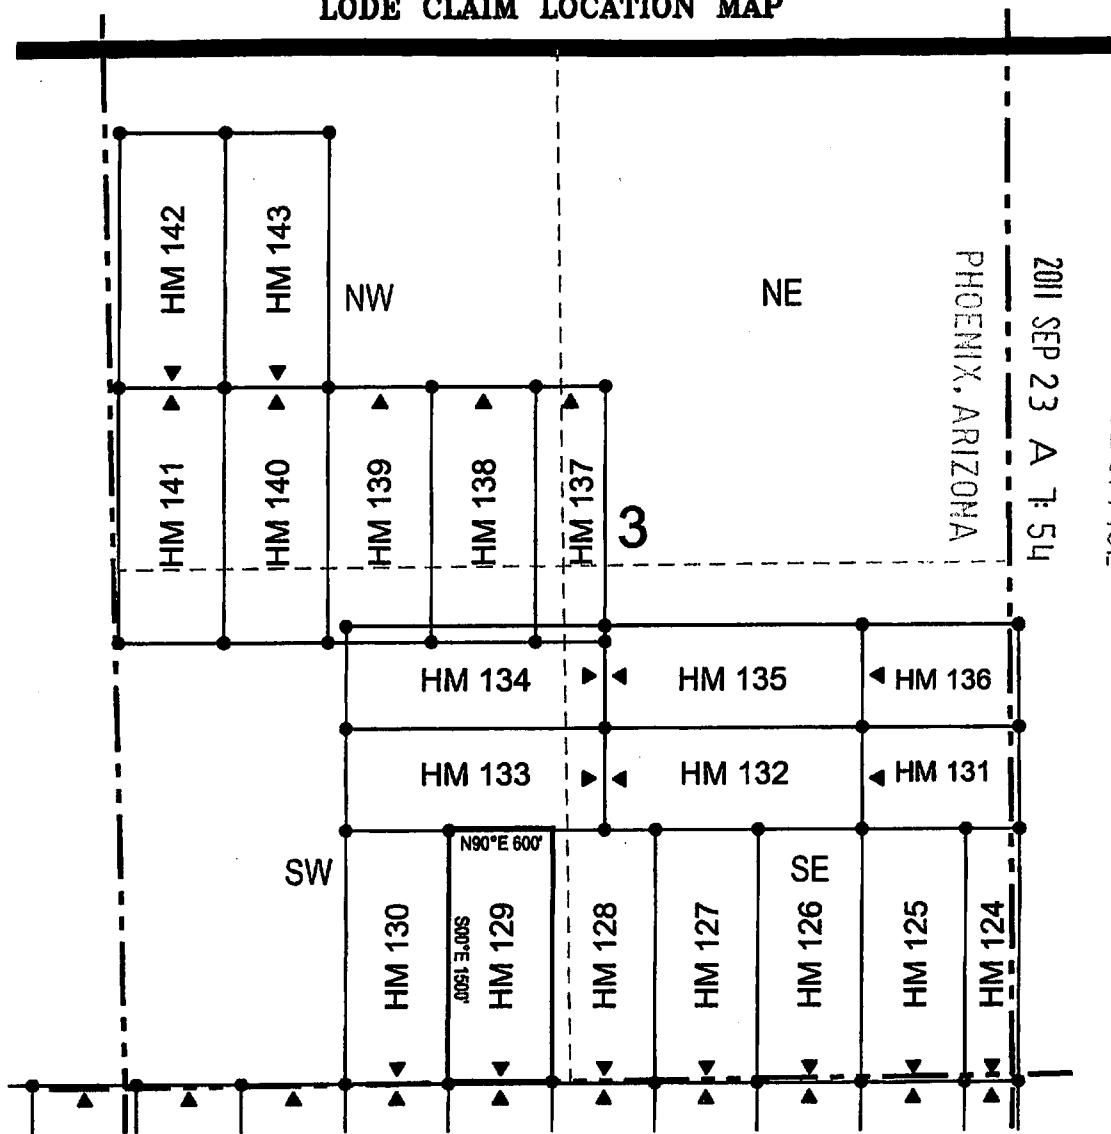 LODE CLAIM LOCATION MAP
HM 142
HM 143
NW
NE
2011 SEP 23 A 7:54
PHOENIX, ARIZONA
HM 141
HM 140
HM 139
HM 138
HM 137
3
HM 134
HM 135
HM 136
HM 133
HM 132
HM 131
SW
N90°E 600'
SE
HM 130
S00°E 1500'
HM 129
HM 128
HM 127
HM 126
HM 125
HM 124